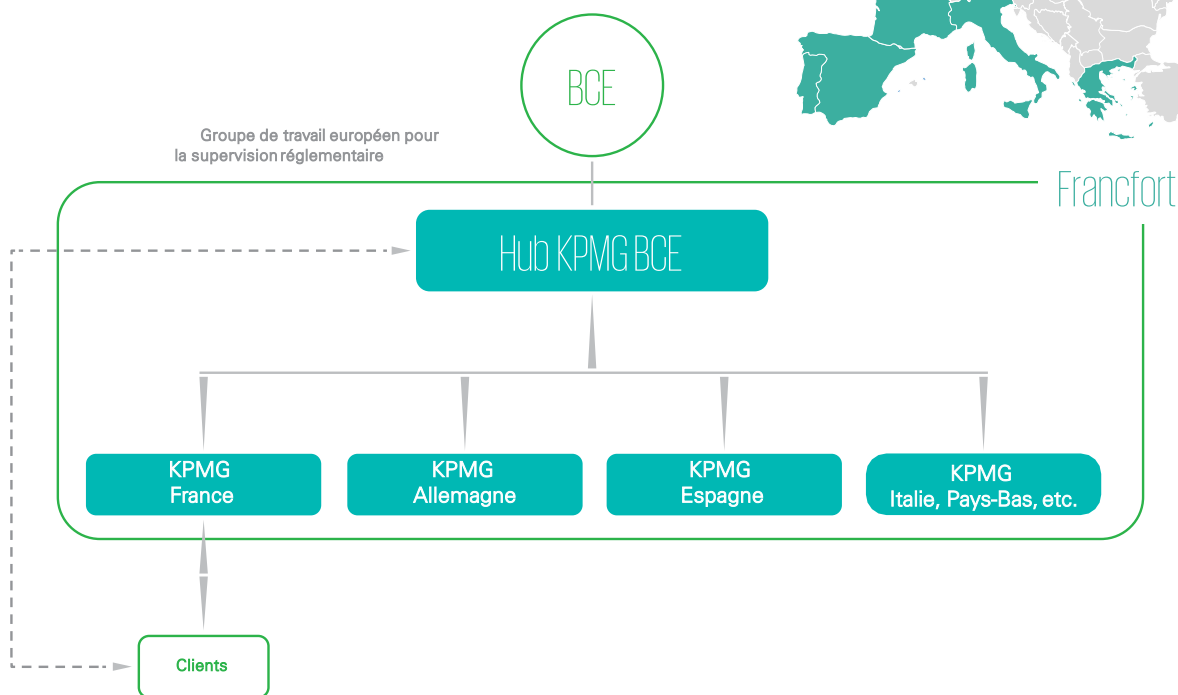 BCE
Groupe de travail européen pour
la supervision réglementaire
Francfort
Hub KPMG BCE
KPMG
France
KPMG
Allemagne
KPMG
Espagne
KPMG
Italie, Pays-Bas, etc.
Clients